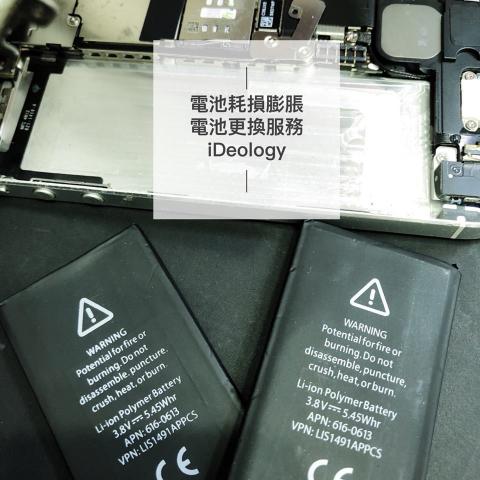 電池耗損膨脹
電池更換服務
iDeology
WARNING
Potential for fire or
burning. Do not
disassemble, puncture,
crush, heat, or burn.
Li-ion Polymer Battery
3.8V⎓5.45Whr
APN: 616-0613
VPN: LIS1491APPCS
CE
WARNING
Potential for fire or
burning. Do not
disassemble, puncture,
crush, heat, or burn.
Li-ion Polymer Battery
3.8V⎓5.45Whr
APN: 616-0613
VPN: LIS1491APPCS
CE